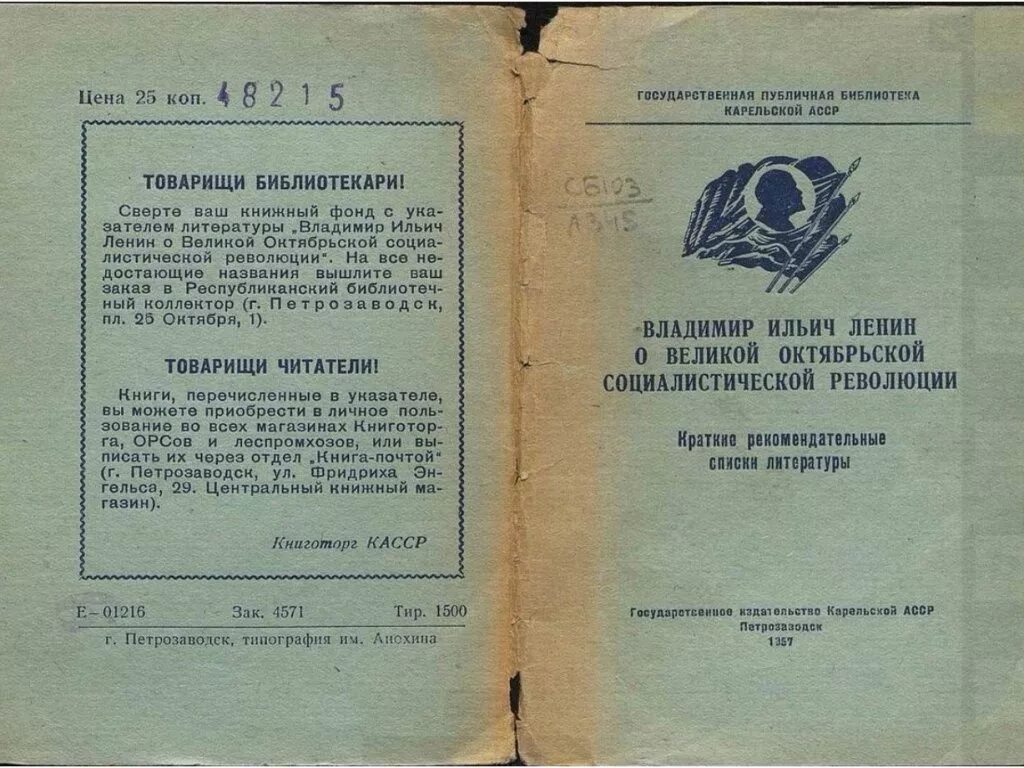 Цена 25 коп. 48215
ТОВАРИЩИ БИБЛИОТЕКАРИ!
Сверте ваш книжный фонд с ука-
зателем литературы „Владимир Ильич
Ленин о Великой Октябрьской социа-
листической революции“. На все не-
достающие названия вышлите ваш
заказ в Республиканский библиотеч-
ный коллектор (г. Петрозаводск,
пл. 25 Октября, 1).
ТОВАРИЩИ ЧИТАТЕЛИ!
Книги, перечисленные в указателе,
вы можете приобрести в личное поль-
зование во всех магазинах Книготор-
га, ОРСов и леспромхозов, или вы-
писать их через отдел „Книга-почтой“
(г. Петрозаводск, ул. Фридриха Эн-
гельса, 29. Центральный книжный ма-
газин).
Книготорг КАССР
Е—01216 Зак. 4571 Тир. 1500
г. Петрозаводск, типография им. Анохина
ГОСУДАРСТВЕННАЯ ПУБЛИЧНАЯ БИБЛИОТЕКА
КАРЕЛЬСКОЙ АССР
СБ103
Л345
ВЛАДИМИР ИЛЬИЧ ЛЕНИН
О ВЕЛИКОЙ ОКТЯБРЬСКОЙ
СОЦИАЛИСТИЧЕСКОЙ РЕВОЛЮЦИИ
Краткие рекомендательные
списки литературы
Государственное издательство Карельской АССР
Петрозаводск
1957